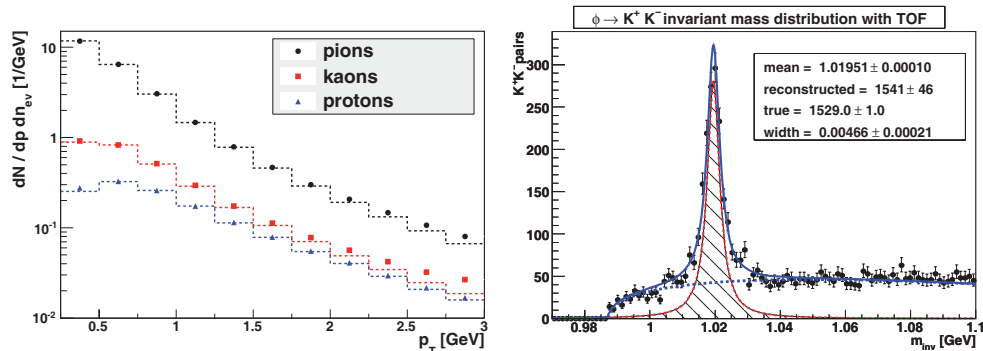 dN / dp dn_ev [1/GeV]
10
1
10^-1
10^-2
pions
kaons
protons
0.5 1 1.5 2 2.5 3
p_T [GeV]
ϕ → K⁺ K⁻ invariant mass distribution with TOF
K⁺K⁻ pairs
300
250
200
150
100
50
0
mean = 1.01951 ± 0.00010
reconstructed = 1541 ± 46
true = 1529.0 ± 1.0
width = 0.00466 ± 0.00021
0.98 1 1.02 1.04 1.06 1.08 1.1
m_inv [GeV]